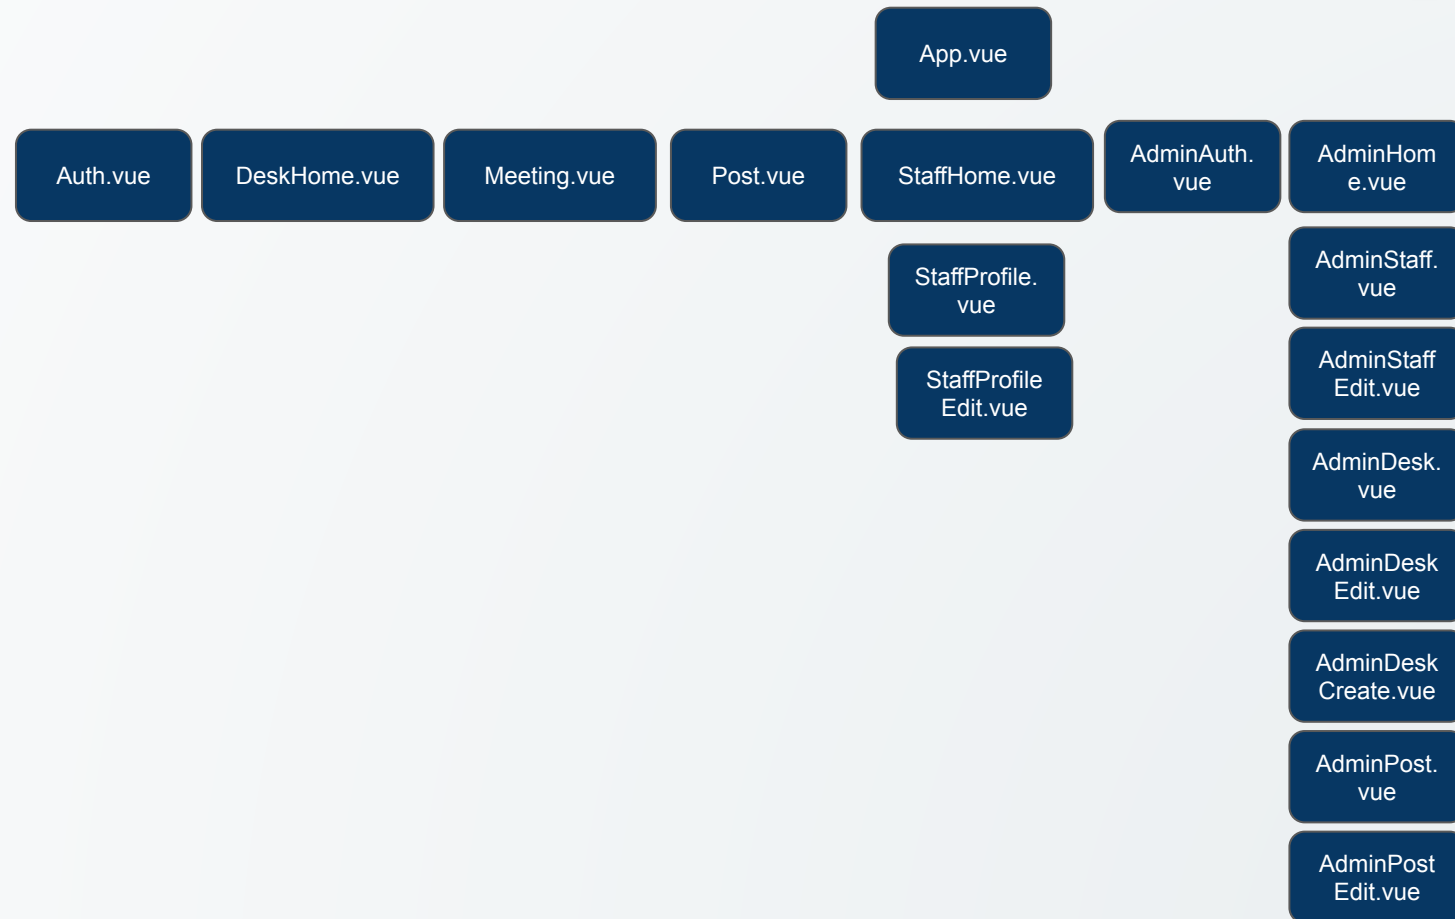 App.vue
Auth.vue
DeskHome.vue
Meeting.vue
Post.vue
StaffHome.vue
AdminAuth.
vue
AdminHom
e.vue
StaffProfile.
vue
StaffProfile
Edit.vue
AdminStaff.
vue
AdminStaff
Edit.vue
AdminDesk.
vue
AdminDesk
Edit.vue
AdminDesk
Create.vue
AdminPost.
vue
AdminPost
Edit.vue